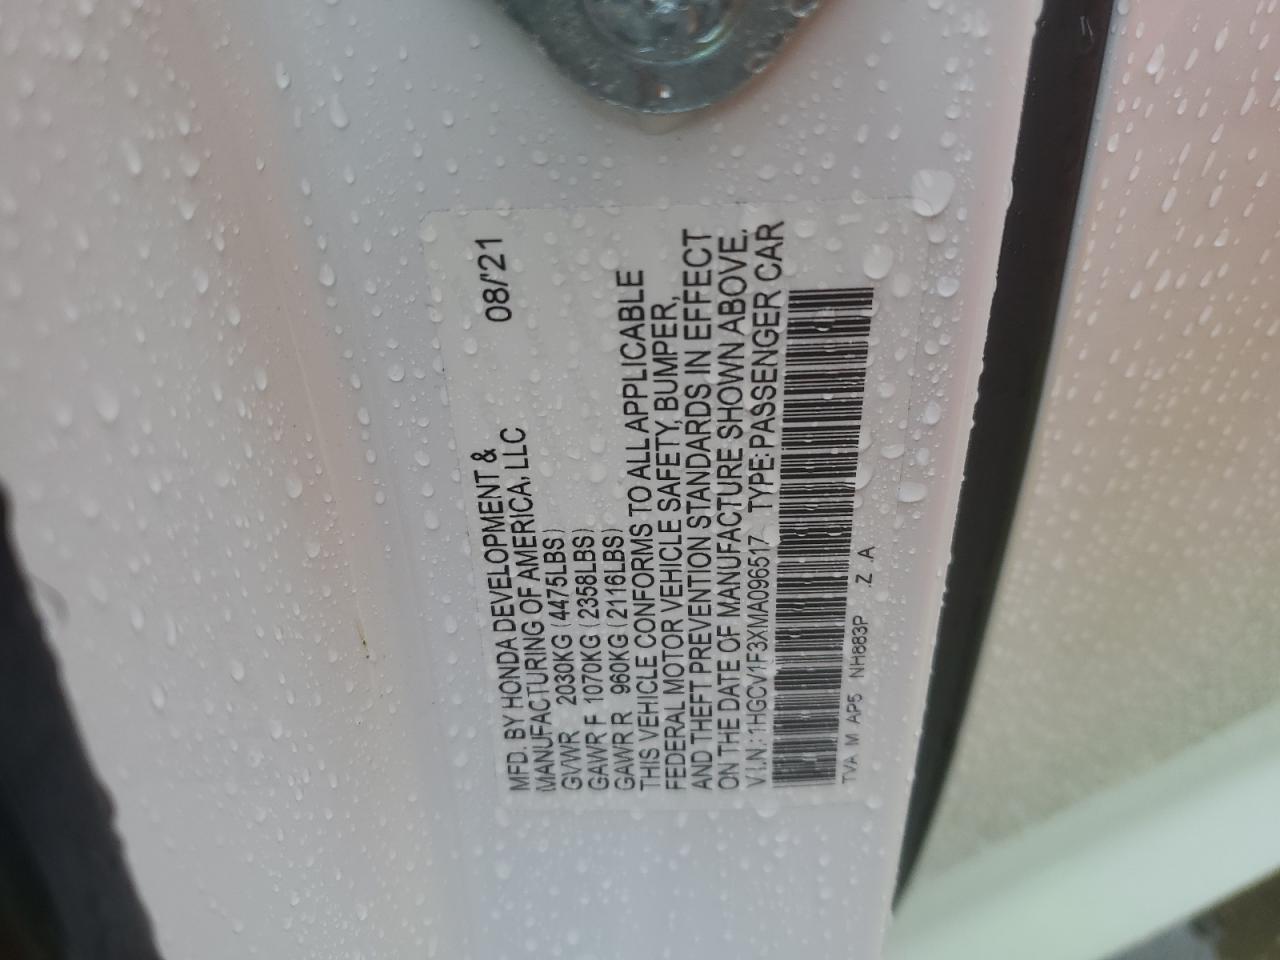 MFD. BY HONDA DEVELOPMENT & 08/'21
MANUFACTURING OF AMERICA, LLC
GVWR 2030KG (4475LBS)
GAWR F 1070KG (2358LBS)
GAWR R 960KG (2116LBS)
THIS VEHICLE CONFORMS TO ALL APPLICABLE
FEDERAL MOTOR VEHICLE SAFETY, BUMPER,
AND THEFT PREVENTION STANDARDS IN EFFECT
ON THE DATE OF MANUFACTURE SHOWN ABOVE.
V.I.N.: 1HGCV1F3XMA096517 TYPE: PASSENGER CAR
TVA M AP5 NH883P .Z A